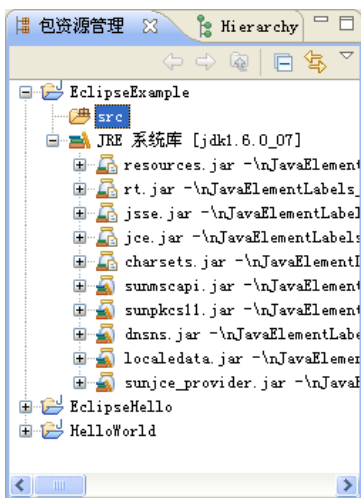 包资源管理 Hierarchy
EclipseExample
src
JRE 系统库 [jdk1.6.0_07]
resources.jar -\nJavaElement
rt.jar -\nJavaElementLabels_
jsse.jar -\nJavaElementLabel
jce.jar -\nJavaElementLabels
charsets.jar -\nJavaElementL
sunmscapi.jar -\nJavaElement
sunpkcs11.jar -\nJavaElement
dnsns.jar -\nJavaElementLabe
localedata.jar -\nJavaElemen
sunjce_provider.jar -\nJavaE
EclipseHello
HelloWorld